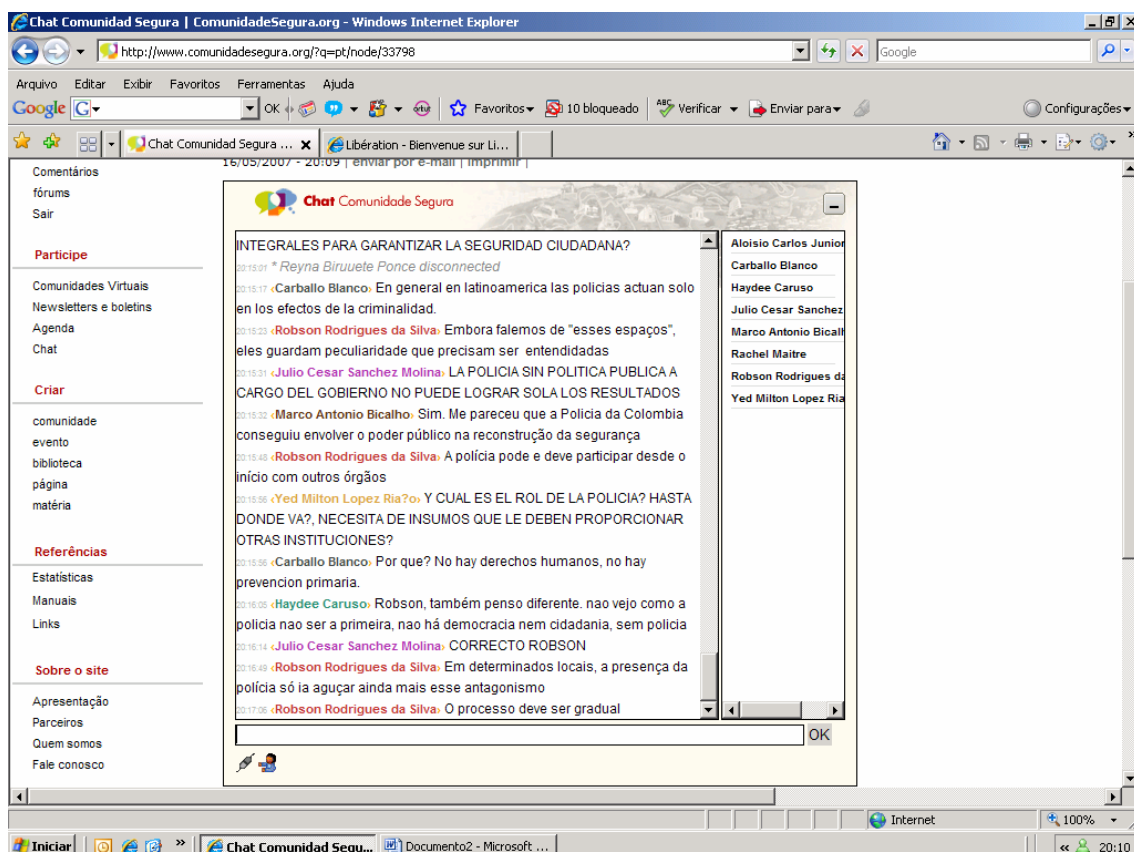 Chat Comunidad Segura | ComunidadeSegura.org - Windows Internet Explorer
http://www.comunidadesegura.org/?q=pt/node/33798
Google
Arquivo Editar Exibir Favoritos Ferramentas Ajuda
Google G OK orkut Favoritos 10 bloqueado ABC Verificar Enviar para Configurações
Chat Comunidad Segura ... Libération - Bienvenue sur Li...
16/05/2007 - 20:09 | enviar por e-mail | imprimir |
Comentários
fórums
Sair
Participe
Comunidades Virtuais
Newsletters e boletins
Agenda
Chat
Criar
comunidade
evento
biblioteca
página
matéria
Referências
Estatísticas
Manuais
Links
Sobre o site
Apresentação
Parceiros
Quem somos
Fale conosco
Chat Comunidade Segura
INTEGRALES PARA GARANTIZAR LA SEGURIDAD CIUDADANA?
20:15:01 * Reyna Biruuete Ponce disconnected
20:15:17 ‹Carballo Blanco› En general en latinoamerica las policias actuan solo
en los efectos de la criminalidad.
20:15:23 ‹Robson Rodrigues da Silva› Embora falemos de "esses espaços",
eles guardam peculiaridade que precisam ser entendidadas
20:15:31 ‹Julio Cesar Sanchez Molina› LA POLICIA SIN POLITICA PUBLICA A
CARGO DEL GOBIERNO NO PUEDE LOGRAR SOLA LOS RESULTADOS
20:15:32 ‹Marco Antonio Bicalho› Sim. Me pareceu que a Policia da Colombia
conseguiu envolver o poder público na reconstrução da segurança
20:15:48 ‹Robson Rodrigues da Silva› A polícia pode e deve participar desde o
início com outros órgãos
20:15:56 ‹Yed Milton Lopez Ria?o› Y CUAL ES EL ROL DE LA POLICIA? HASTA
DONDE VA?, NECESITA DE INSUMOS QUE LE DEBEN PROPORCIONAR
OTRAS INSTITUCIONES?
20:15:56 ‹Carballo Blanco› Por que? No hay derechos humanos, no hay
prevencion primaria.
20:16:05 ‹Haydee Caruso› Robson, também penso diferente. nao vejo como a
policia nao ser a primeira, nao há democracia nem cidadania, sem policia
20:16:14 ‹Julio Cesar Sanchez Molina› CORRECTO ROBSON
20:16:49 ‹Robson Rodrigues da Silva› Em determinados locais, a presença da
polícia só ia aguçar ainda mais esse antagonismo
20:17:06 ‹Robson Rodrigues da Silva› O processo deve ser gradual
Aloisio Carlos Junior
Carballo Blanco
Haydee Caruso
Julio Cesar Sanchez
Marco Antonio Bicalh
Rachel Maitre
Robson Rodrigues da
Yed Milton Lopez Ria
OK
Internet 100%
Iniciar Chat Comunidad Segu... Documento2 - Microsoft ... 20:10